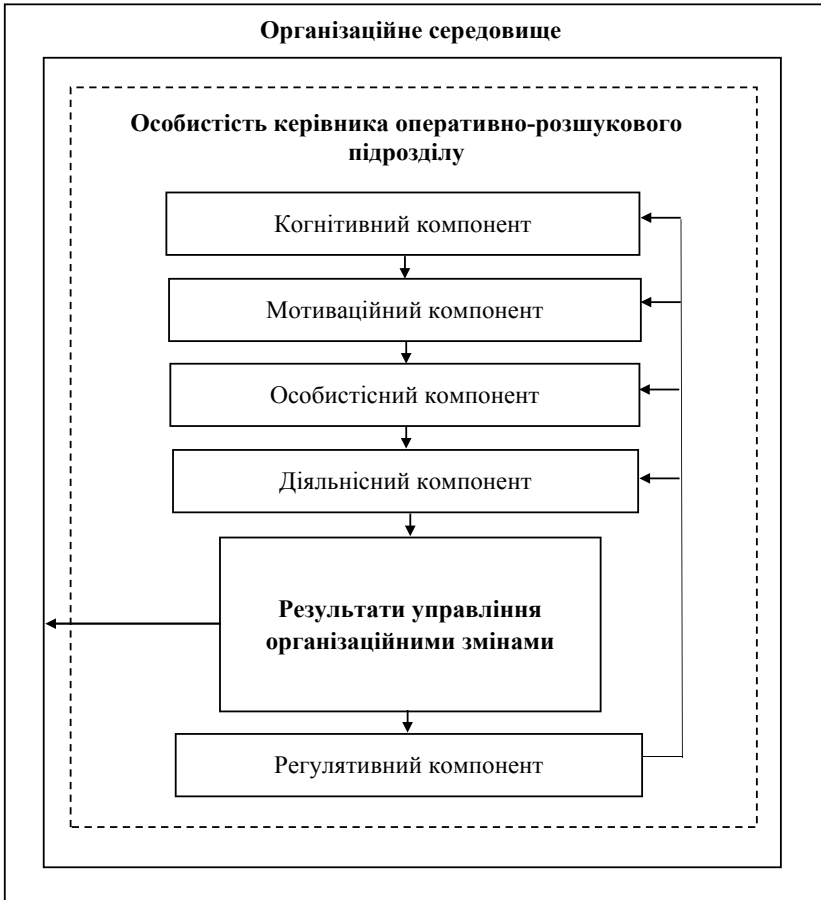 Організаційне середовище
Особистість керівника оперативно-розшукового
підрозділу
Когнітивний компонент
Мотиваційний компонент
Особистісний компонент
Діяльнісний компонент
Результати управління
організаційними змінами
Регулятивний компонент